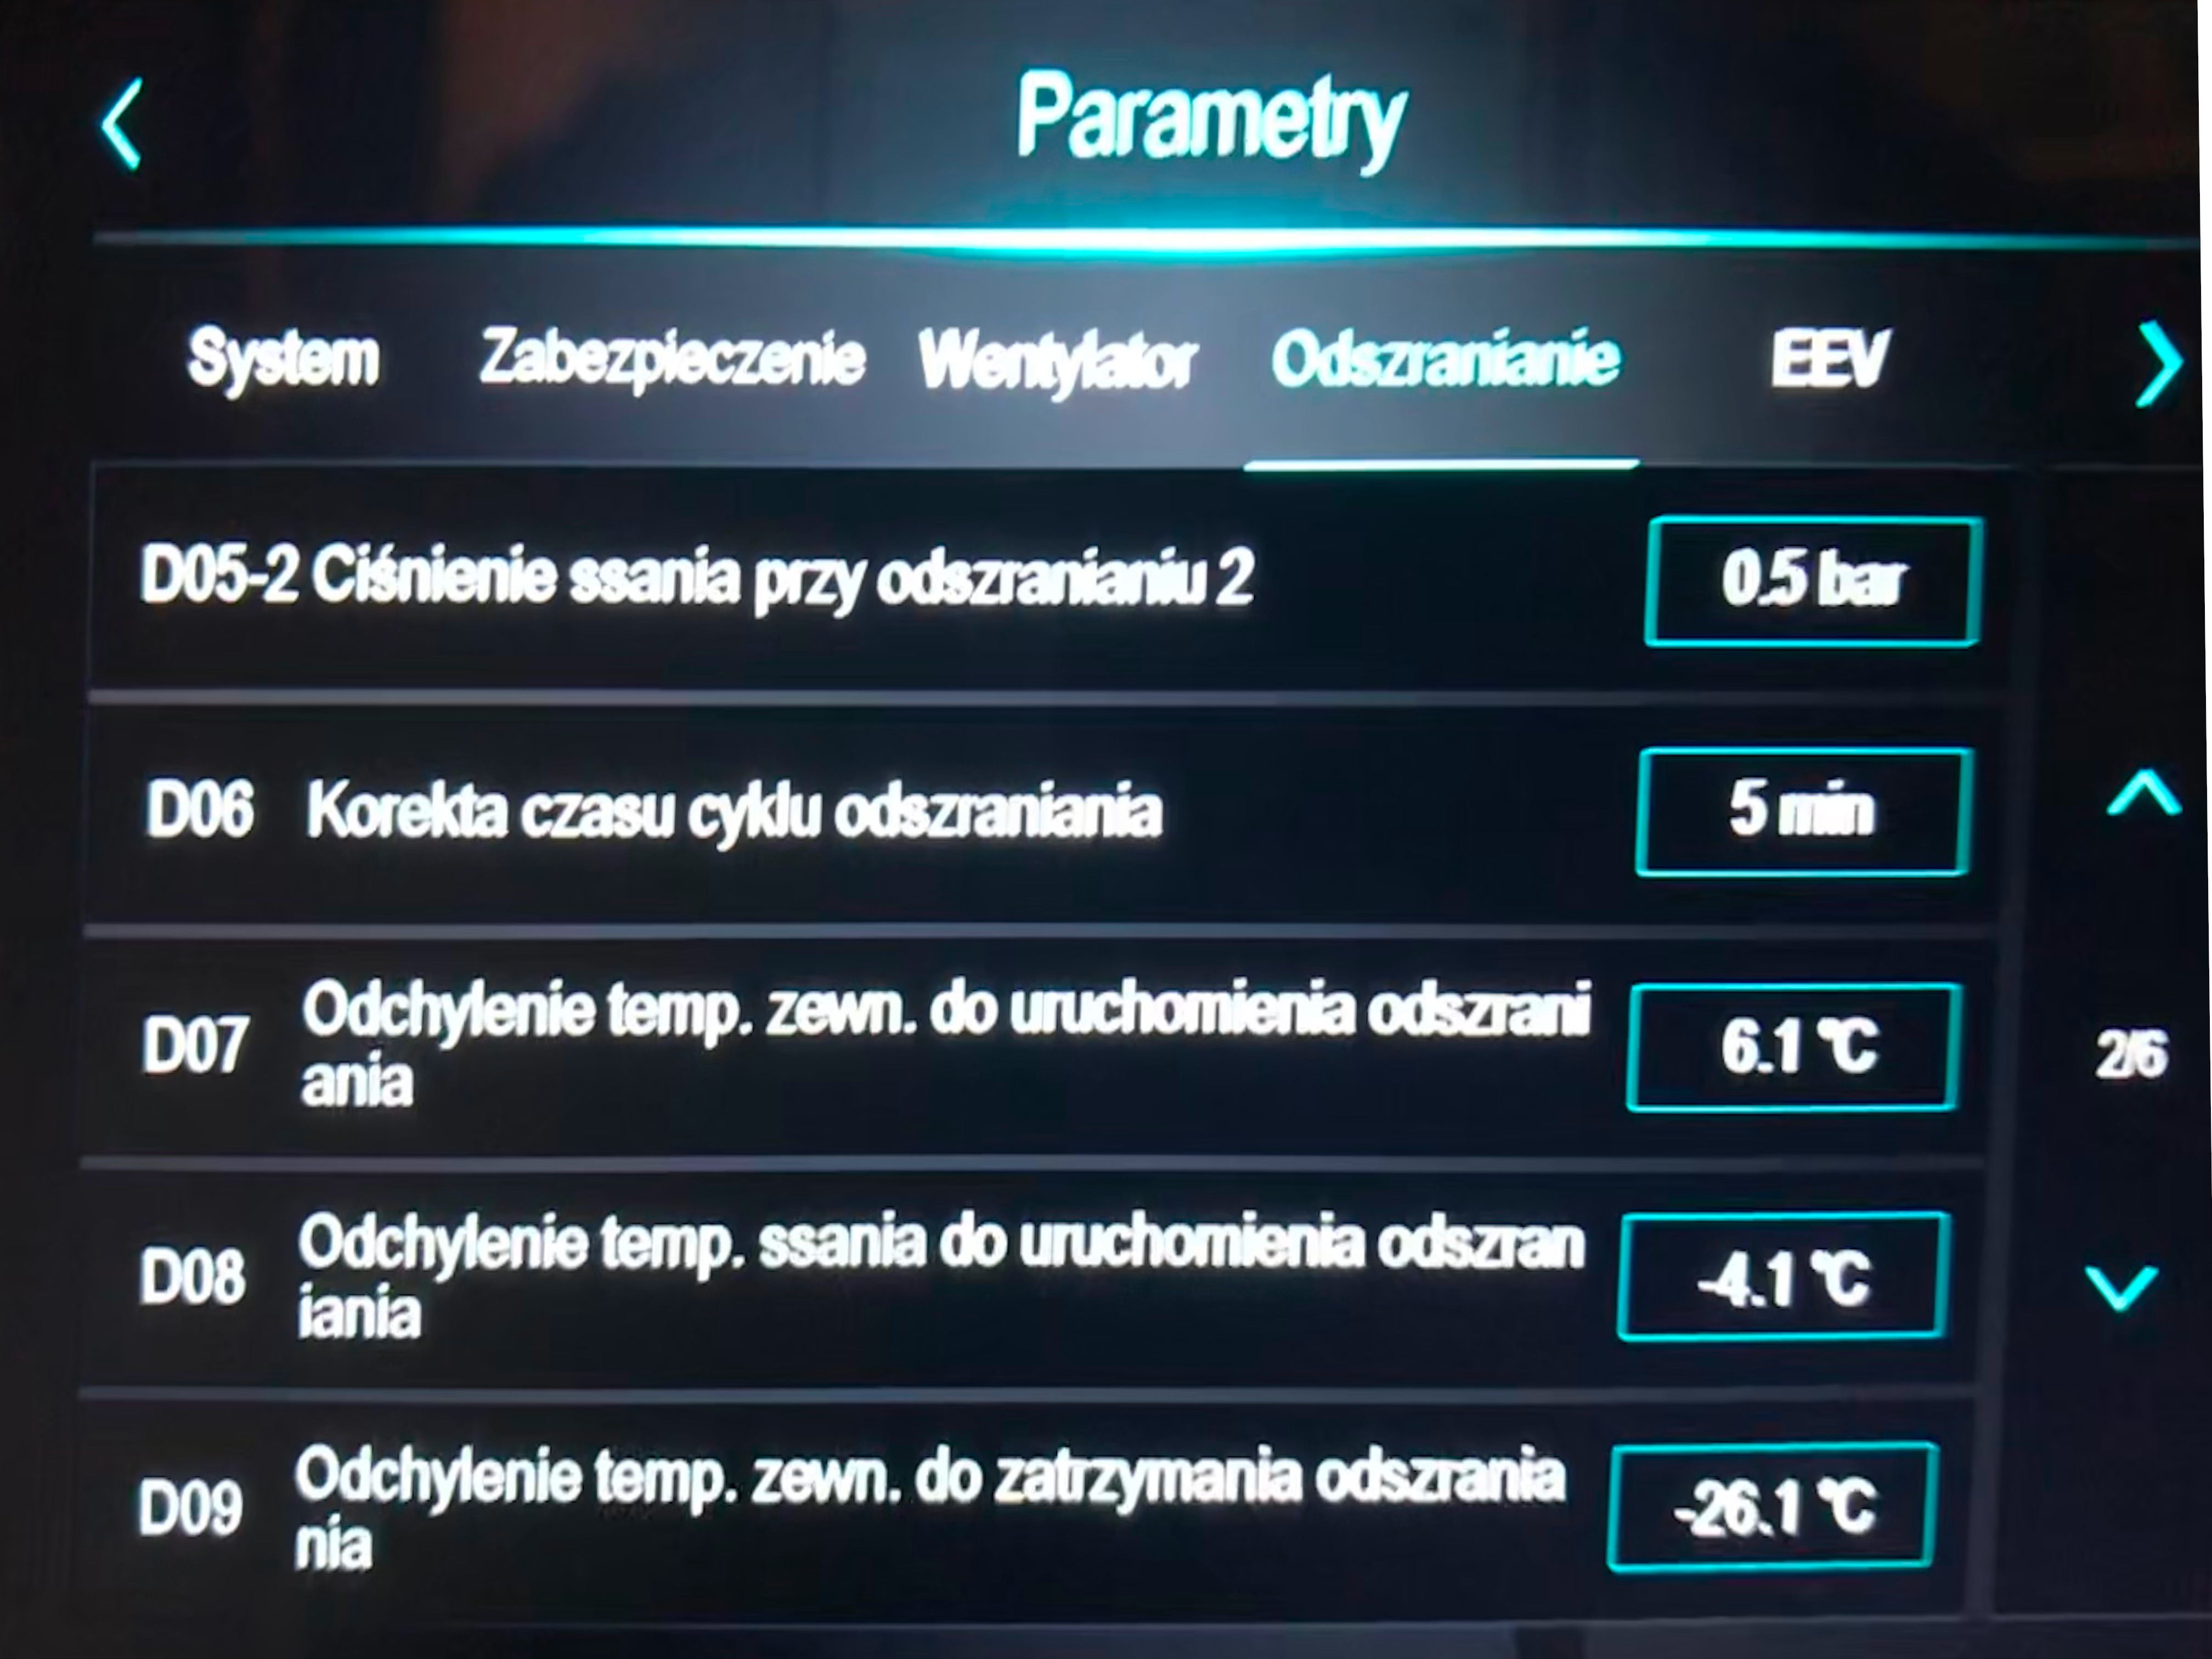 Parametry
System Zabezpieczenie Wentylator Odszranianie EEV
D05-2 Ciśnienie ssania przy odszranianiu 2 0.5 bar
D06 Korekta czasu cyklu odszraniania 5 min
D07 Odchylenie temp. zewn. do uruchomienia odszrani
ania 6.1 ℃
2/6
D08 Odchylenie temp. ssania do uruchomienia odszran
iania -4.1 ℃
D09 Odchylenie temp. zewn. do zatrzymania odszrania
nia -26.1 ℃